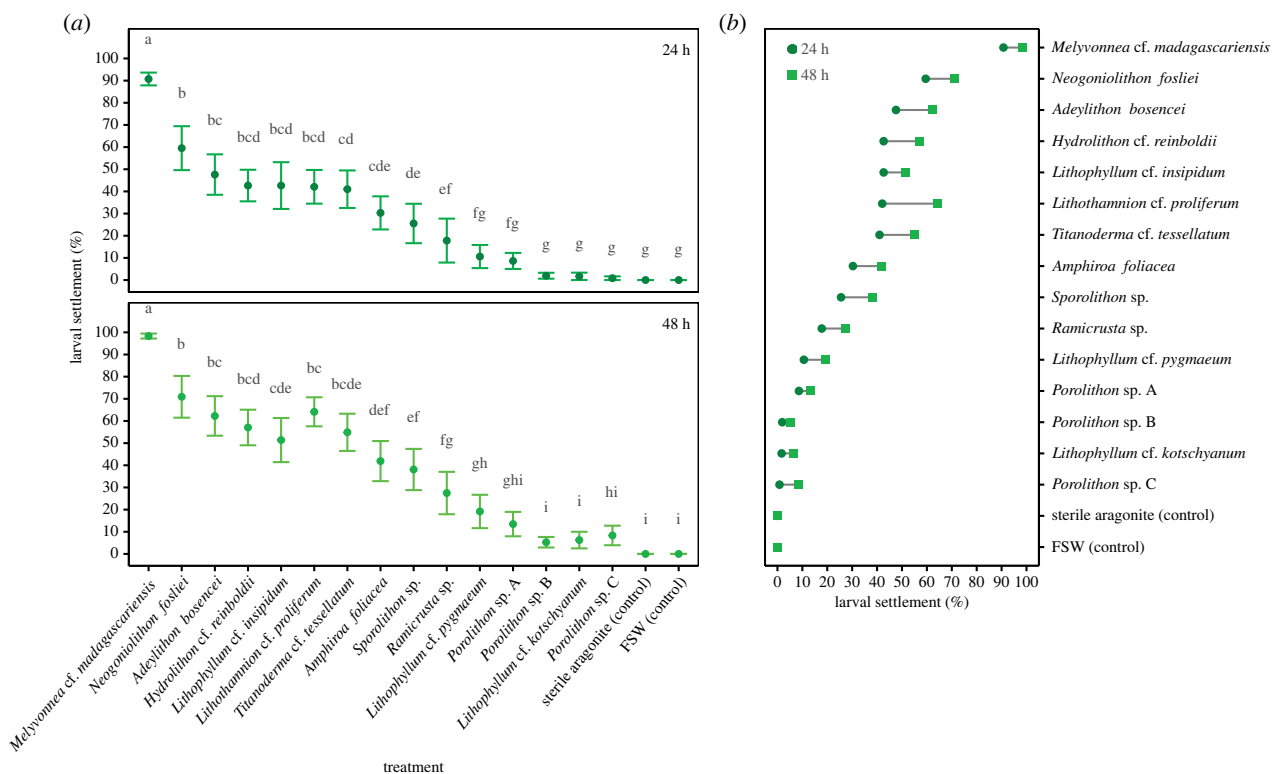 (a)
24 h
a
b
bc
bcd
bcd
bcd
cd
cde
de
ef
fg
fg
g
g
g
g
g
100
90
80
70
60
50
40
30
20
10
0
larval settlement (%)
48 h
a
b
bc
bcd
cde
bc
bcde
def
ef
fg
gh
ghi
i
i
hi
i
i
100
90
80
70
60
50
40
30
20
10
0
Melyvonnea cf. madagascariensis
Neogoniolithon fosliei
Adeylithon bosencei
Hydrolithon cf. reinboldii
Lithophyllum cf. insipidum
Lothothamnion cf. proliferum
Titanoderma cf. tessellatum
Amphiroa foliacea
Sporolithon sp.
Ramicrusta sp.
Lithophyllum cf. pygmaeum
Porolithon sp. A
Porolithon sp. B
Lithophyllum cf. kotschyanum
Porolithon sp. C
sterile aragonite (control)
FSW (control)
treatment
(b)
24 h
48 h
Melyvonnea cf. madagascariensis
Neogoniolithon fosliei
Adeylithon bosencei
Hydrolithon cf. reinboldii
Lithophyllum cf. insipidum
Lithothamnion cf. proliferum
Titanoderma cf. tessellatum
Amphiroa foliacea
Sporolithon sp.
Ramicrusta sp.
Lithophyllum cf. pygmaeum
Porolithon sp. A
Porolithon sp. B
Lithophyllum cf. kotschyanum
Porolithon sp. C
sterile aragonite (control)
FSW (control)
0 10 20 30 40 50 60 70 80 90 100
larval settlement (%)